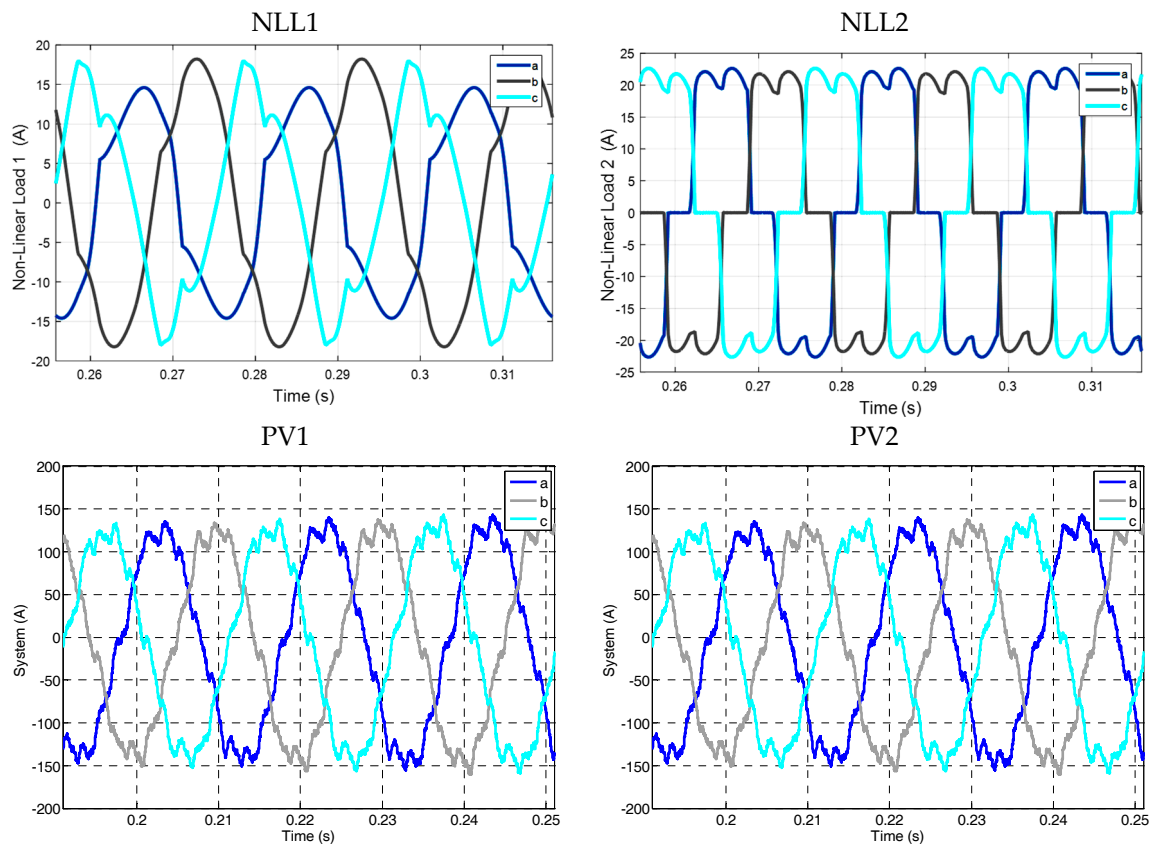 NLL1
NLL2
Non-Linear Load 1 (A)
20
15
10
5
0
-5
-10
-15
-20
0.26
0.27
0.28
0.29
0.3
0.31
Time (s)
a
b
c
Non-Linear Load 2 (A)
25
20
15
10
5
0
-5
-10
-15
-20
-25
0.26
0.27
0.28
0.29
0.3
0.31
Time (s)
a
b
c
PV1
PV2
System (A)
200
150
100
50
0
-50
-100
-150
-200
0.2
0.21
0.22
0.23
0.24
0.25
Time (s)
a
b
c
System (A)
200
150
100
50
0
-50
-100
-150
-200
0.2
0.21
0.22
0.23
0.24
0.25
Time (s)
a
b
c